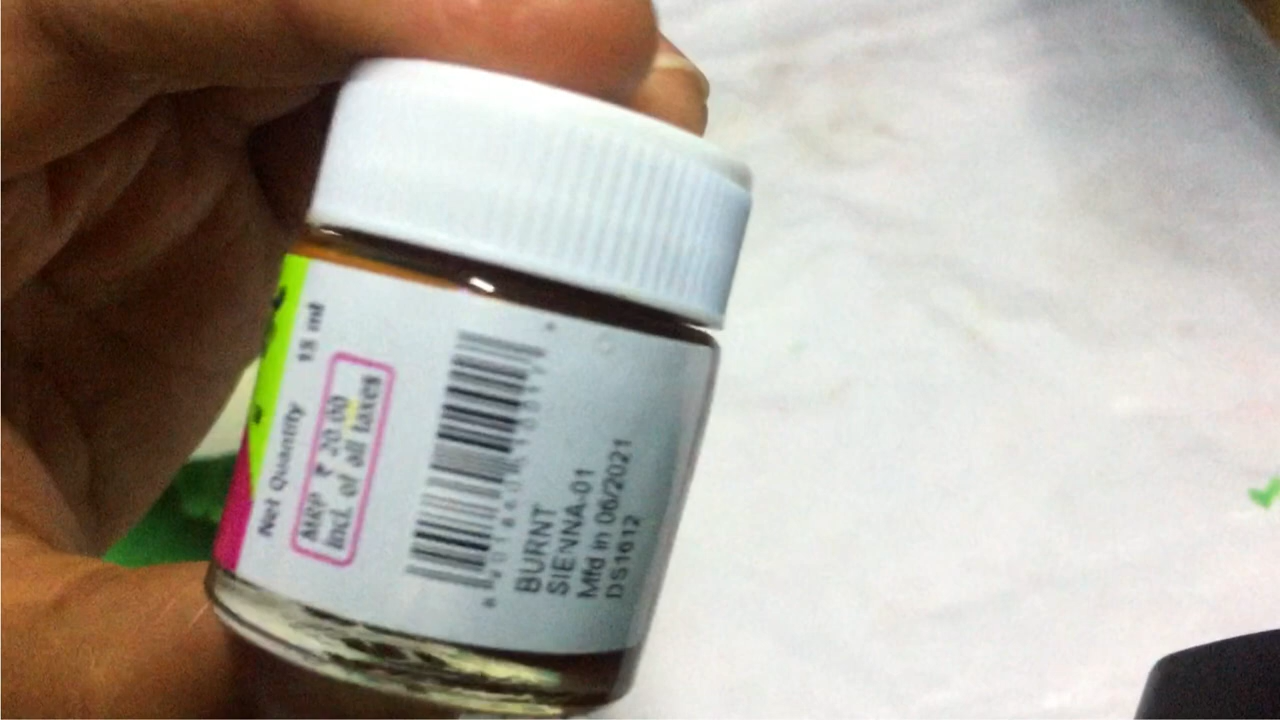 Net Quantity 15 ml
MRP ₹ 20.00
Incl. of all taxes
BURNT
SIENNA-01
Mfd in 06/2021
DS1612